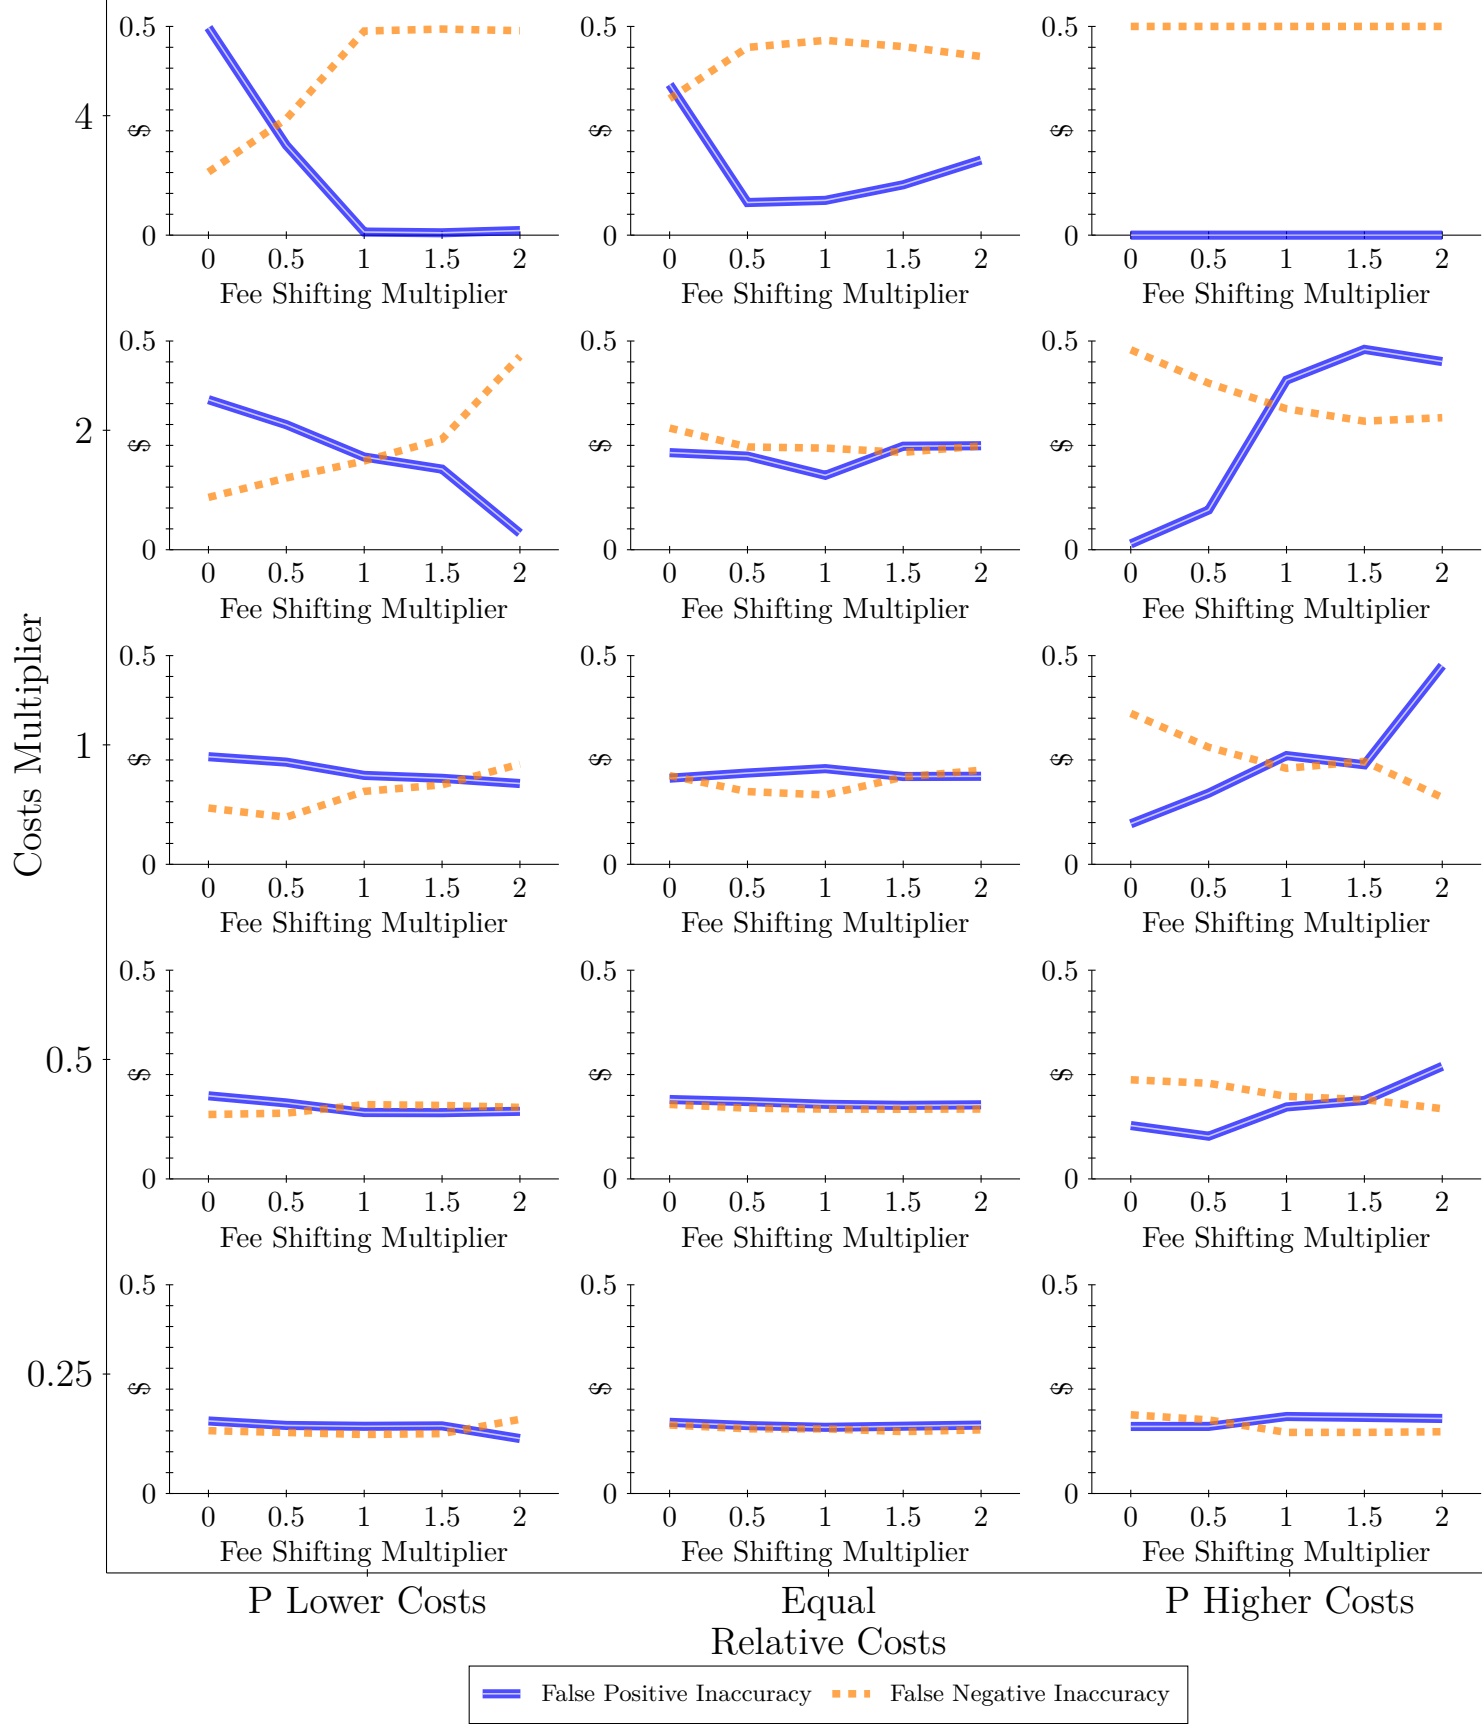 Costs Multiplier
4
0.5
$
0
0 0.5 1 1.5 2
Fee Shifting Multiplier
0.5
$
0
0 0.5 1 1.5 2
Fee Shifting Multiplier
0.5
$
0
0 0.5 1 1.5 2
Fee Shifting Multiplier
2
0.5
$
0
0 0.5 1 1.5 2
Fee Shifting Multiplier
0.5
$
0
0 0.5 1 1.5 2
Fee Shifting Multiplier
0.5
$
0
0 0.5 1 1.5 2
Fee Shifting Multiplier
1
0.5
$
0
0 0.5 1 1.5 2
Fee Shifting Multiplier
0.5
$
0
0 0.5 1 1.5 2
Fee Shifting Multiplier
0.5
$
0
0 0.5 1 1.5 2
Fee Shifting Multiplier
0.5
0.5
$
0
0 0.5 1 1.5 2
Fee Shifting Multiplier
0.5
$
0
0 0.5 1 1.5 2
Fee Shifting Multiplier
0.5
$
0
0 0.5 1 1.5 2
Fee Shifting Multiplier
0.25
0.5
$
0
0 0.5 1 1.5 2
Fee Shifting Multiplier
0.5
$
0
0 0.5 1 1.5 2
Fee Shifting Multiplier
0.5
$
0
0 0.5 1 1.5 2
Fee Shifting Multiplier
P Lower Costs Equal P Higher Costs
Relative Costs
False Positive Inaccuracy False Negative Inaccuracy